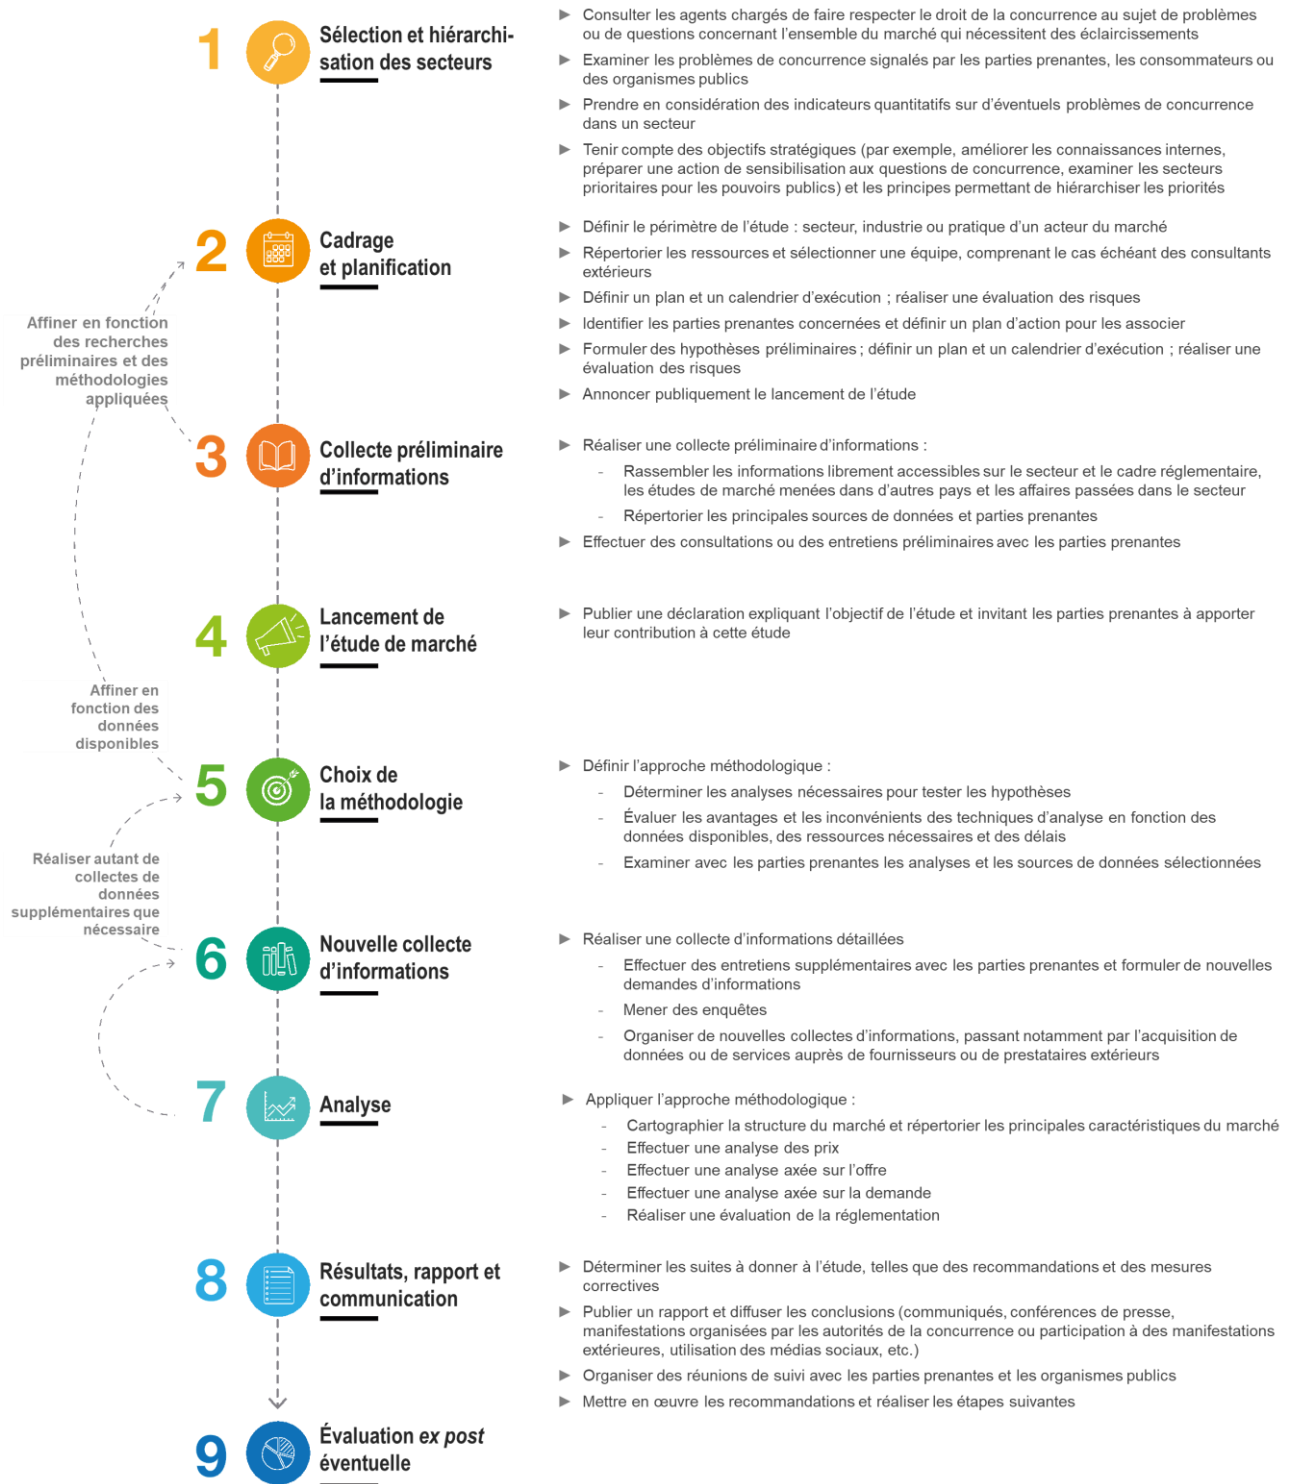 1
Sélection et hiérarchi-
sation des secteurs
► Consulter les agents chargés de faire respecter le droit de la concurrence au sujet de problèmes
ou de questions concernant l’ensemble du marché qui nécessitent des éclaircissements
► Examiner les problèmes de concurrence signalés par les parties prenantes, les consommateurs ou
des organismes publics
► Prendre en considération des indicateurs quantitatifs sur d’éventuels problèmes de concurrence
dans un secteur
► Tenir compte des objectifs stratégiques (par exemple, améliorer les connaissances internes,
préparer une action de sensibilisation aux questions de concurrence, examiner les secteurs
prioritaires pour les pouvoirs publics) et les principes permettant de hiérarchiser les priorités
2
Cadrage
et planification
► Définir le périmètre de l’étude : secteur, industrie ou pratique d’un acteur du marché
► Répertorier les ressources et sélectionner une équipe, comprenant le cas échéant des consultants
extérieurs
► Définir un plan et un calendrier d’exécution ; réaliser une évaluation des risques
► Identifier les parties prenantes concernées et définir un plan d’action pour les associer
► Formuler des hypothèses préliminaires ; définir un plan et un calendrier d’exécution ; réaliser une
évaluation des risques
► Annoncer publiquement le lancement de l’étude
Affiner en fonction
des recherches
préliminaires et des
méthodologies
appliquées
3
Collecte préliminaire
d’informations
► Réaliser une collecte préliminaire d’informations :
- Rassembler les informations librement accessibles sur le secteur et le cadre réglementaire,
les études de marché menées dans d’autres pays et les affaires passées dans le secteur
- Répertorier les principales sources de données et parties prenantes
► Effectuer des consultations ou des entretiens préliminaires avec les parties prenantes
4
Lancement de
l’étude de marché
► Publier une déclaration expliquant l’objectif de l’étude et invitant les parties prenantes à apporter
leur contribution à cette étude
Affiner en
fonction des
données
disponibles
5
Choix de
la méthodologie
► Définir l’approche méthodologique :
- Déterminer les analyses nécessaires pour tester les hypothèses
- Évaluer les avantages et les inconvénients des techniques d’analyse en fonction des
données disponibles, des ressources nécessaires et des délais
- Examiner avec les parties prenantes les analyses et les sources de données sélectionnées
Réaliser autant de
collectes de
données
supplémentaires que
nécessaire
6
Nouvelle collecte
d’informations
► Réaliser une collecte d’informations détaillées
- Effectuer des entretiens supplémentaires avec les parties prenantes et formuler de nouvelles
demandes d’informations
- Mener des enquêtes
- Organiser de nouvelles collectes d’informations, passant notamment par l’acquisition de
données ou de services auprès de fournisseurs ou de prestataires extérieurs
7
Analyse
► Appliquer l’approche méthodologique :
- Cartographier la structure du marché et répertorier les principales caractéristiques du marché
- Effectuer une analyse des prix
- Effectuer une analyse axée sur l’offre
- Effectuer une analyse axée sur la demande
- Réaliser une évaluation de la réglementation
8
Résultats, rapport et
communication
► Déterminer les suites à donner à l’étude, telles que des recommandations et des mesures
correctives
► Publier un rapport et diffuser les conclusions (communiqués, conférences de presse,
manifestations organisées par les autorités de la concurrence ou participation à des manifestations
extérieures, utilisation des médias sociaux, etc.)
► Organiser des réunions de suivi avec les parties prenantes et les organismes publics
► Mettre en œuvre les recommandations et réaliser les étapes suivantes
9
Évaluation ex post
éventuelle